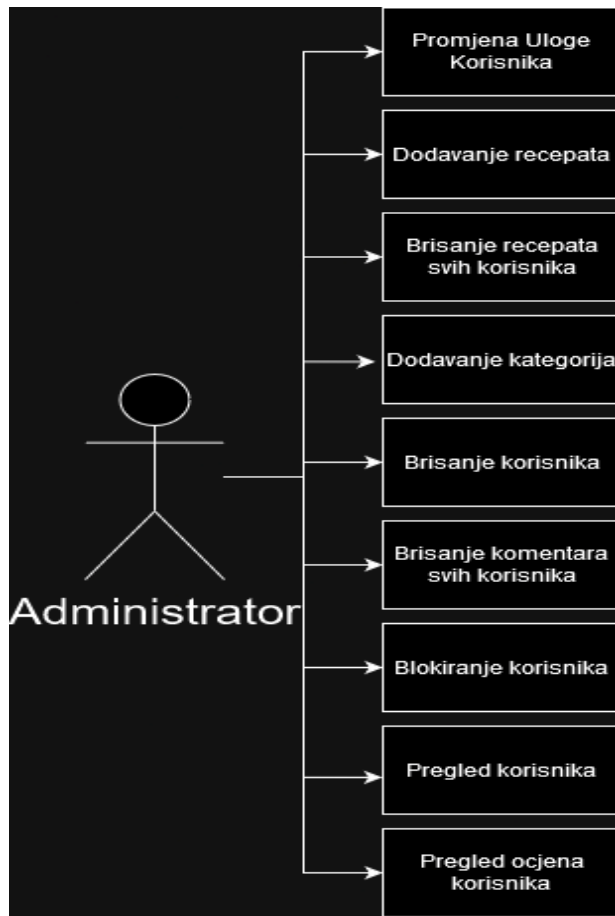 Promjena Uloge
Korisnika
Dodavanje recepata
Brisanje recepata
svih korisnika
Dodavanje kategorija
Brisanje korisnika
Brisanje komentara
svih korisnika
Administrator
Blokiranje korisnika
Pregled korisnika
Pregled ocjena
korisnika